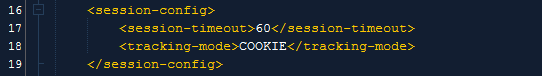 16 <session-config>
17 <session-timeout>60</session-timeout>
18 <tracking-mode>COOKIE</tracking-mode>
19 </session-config>